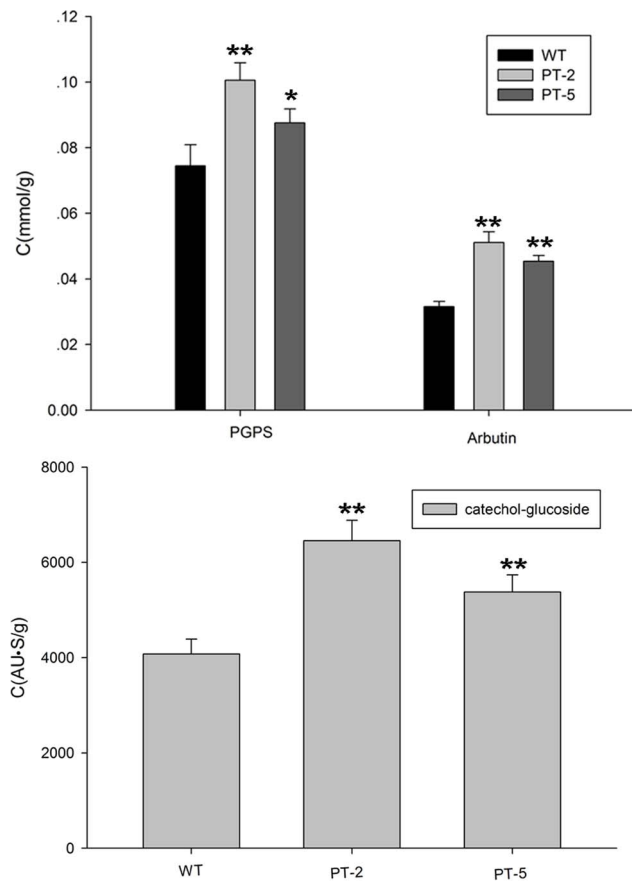 .12
.10
.08
.06
.04
.02
0.00
C(mmol/g)
**
*
**
**
WT
PT-2
PT-5
PGPS
Arbutin
8000
6000
4000
2000
0
C(AU•S/g)
**
**
catechol-glucoside
WT
PT-2
PT-5